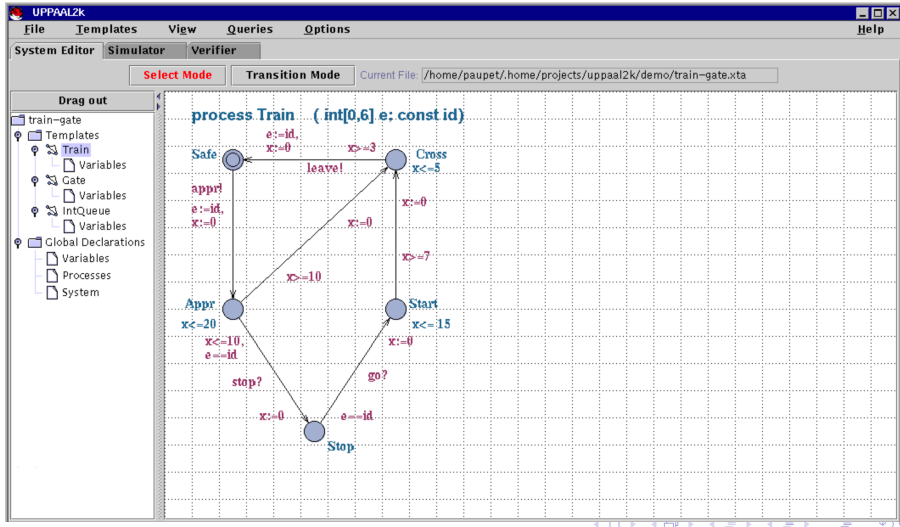 UPPAAL2k
File Templates View Queries Options Help
System Editor Simulator Verifier
Select Mode Transition Mode Current File: /home/paupet/.home/projects/uppaal2k/demo/train-gate.xta
Drag out
train-gate
Templates
Train
Variables
Gate
Variables
IntQueue
Variables
Global Declarations
Variables
Processes
System
process Train ( int[0,6] e; const id)
e:=id,
x:=0 x>=3
Safe Cross
leave! x<=5
appr!
e:=id, x:=0
x:=0 x:=0
x>=7
x>=10
Appr Start
x<=20 x<=15
x<=10, x:=0
e==id
stop? go?
x:=0 e==id
Stop